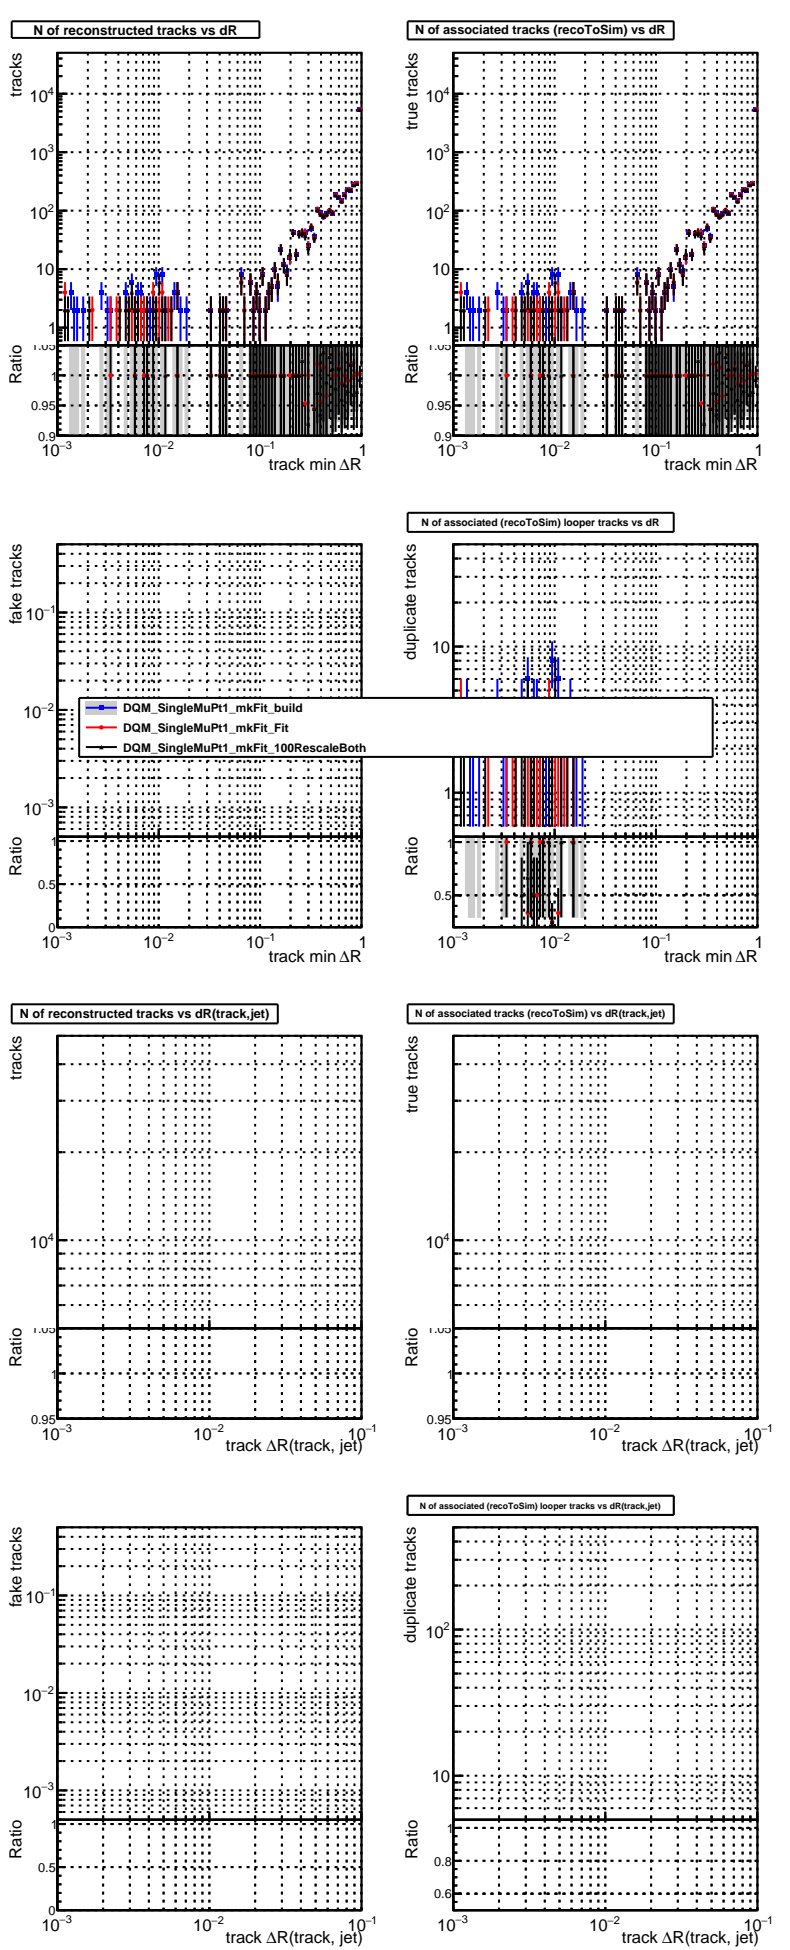 N of reconstructed tracks vs dR
N of associated tracks (recoToSim) vs dR
tracks
10⁴
10³
10²
10
1
Ratio
1.05
1
0.95
0.9
10⁻³
10⁻²
10⁻¹
1
track min ΔR
true tracks
10⁴
10³
10²
10
1
Ratio
1.05
1
0.95
0.9
10⁻³
10⁻²
10⁻¹
1
track min ΔR
N of associated (recoToSim) looper tracks vs dR
fake tracks
10⁻¹
10⁻²
10⁻³
Ratio
1
0.5
0
10⁻³
10⁻²
10⁻¹
1
track min ΔR
duplicate tracks
10
1
Ratio
1
0.5
10⁻³
10⁻²
10⁻¹
1
track min ΔR
DQM_SingleMuPt1_mkFit_build
DQM_SingleMuPt1_mkFit_Fit
DQM_SingleMuPt1_mkFit_100RescaleBoth
N of reconstructed tracks vs dR(track,jet)
N of associated tracks (recoToSim) vs dR(track,jet)
tracks
10⁴
Ratio
1.05
1
0.95
10⁻³
10⁻²
10⁻¹
track ΔR(track, jet)
true tracks
10⁴
Ratio
1.05
1
0.95
10⁻³
10⁻²
10⁻¹
track ΔR(track, jet)
N of associated (recoToSim) looper tracks vs dR(track,jet)
fake tracks
10⁻¹
10⁻²
10⁻³
Ratio
1
0.5
0
10⁻³
10⁻²
10⁻¹
track ΔR(track, jet)
duplicate tracks
10²
10
Ratio
1
0.8
0.6
10⁻³
10⁻²
10⁻¹
track ΔR(track, jet)